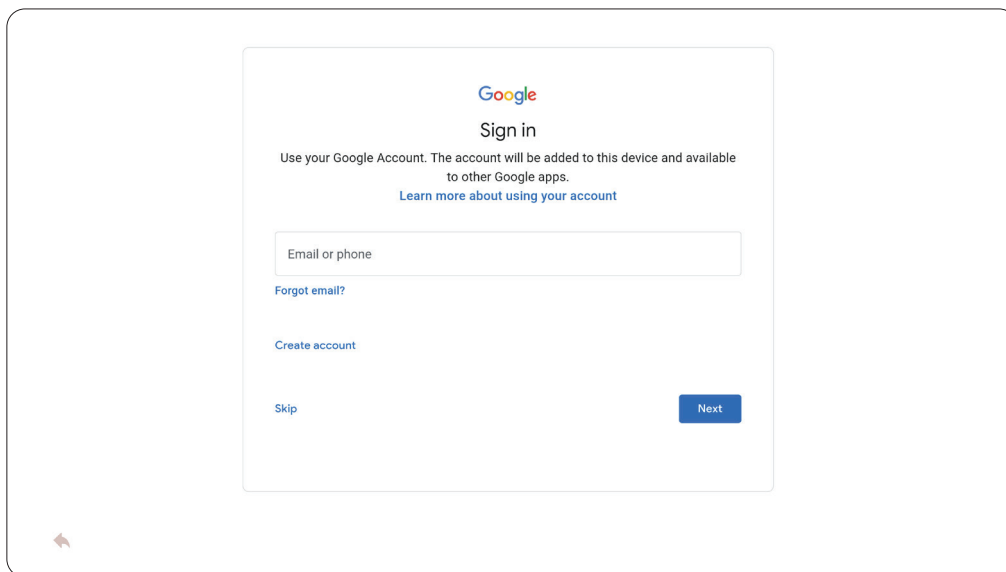 Google
Sign in
Use your Google Account. The account will be added to this device and available
to other Google apps.
Learn more about using your account
Email or phone
Forgot email?
Create account
Skip
Next